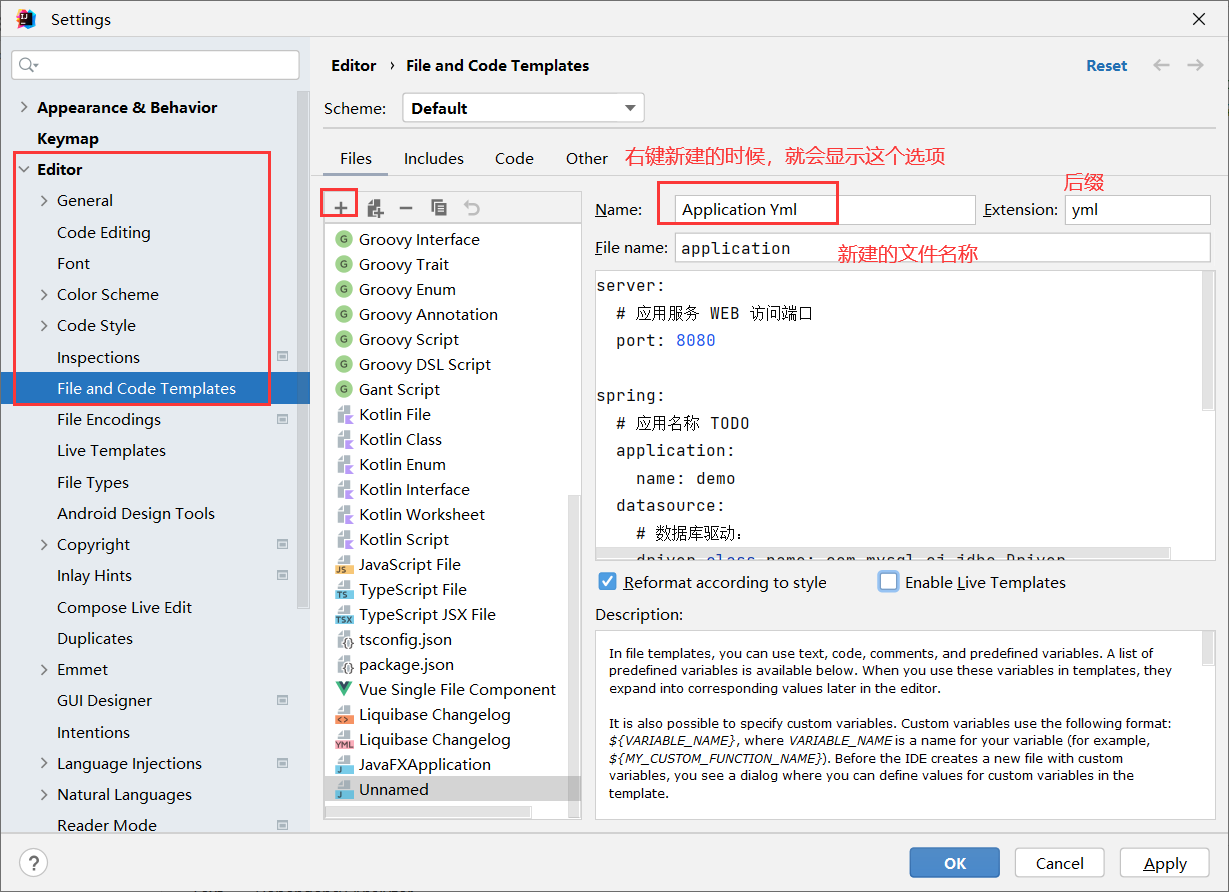 Settings
Editor › File and Code Templates
Reset
Scheme:
Default
Appearance & Behavior
Keymap
Editor
General
Code Editing
Font
Color Scheme
Code Style
Inspections
File and Code Templates
File Encodings
Live Templates
File Types
Android Design Tools
Copyright
Inlay Hints
Compose Live Edit
Duplicates
Emmet
GUI Designer
Intentions
Language Injections
Natural Languages
Reader Mode
Files Includes Code Other
右键新建的时候，就会显示这个选项
后缀
Groovy Interface
Groovy Trait
Groovy Enum
Groovy Annotation
Groovy Script
Groovy DSL Script
Gant Script
Kotlin File
Kotlin Class
Kotlin Enum
Kotlin Interface
Kotlin Worksheet
Kotlin Script
JavaScript File
TypeScript File
TypeScript JSX File
tsconfig.json
package.json
Vue Single File Component
Liquibase Changelog
Liquibase Changelog
JavaFXApplication
Unnamed
Name: Application Yml Extension: yml
File name: application
新建的文件名称
server:
# 应用服务 WEB 访问端口
port: 8080
spring:
# 应用名称 TODO
application:
name: demo
datasource:
# 数据库驱动：
driver-class-name: com.mysql.cj.jdbc.Driver
Reformat according to style
Enable Live Templates
Description:
In file templates, you can use text, code, comments, and predefined variables. A list of
predefined variables is available below. When you use these variables in templates, they
expand into corresponding values later in the editor.
It is also possible to specify custom variables. Custom variables use the following format:
${VARIABLE_NAME}, where VARIABLE_NAME is a name for your variable (for example,
${MY_CUSTOM_FUNCTION_NAME}). Before the IDE creates a new file with custom
variables, you see a dialog where you can define values for custom variables in the
template.
?
OK
Cancel
Apply